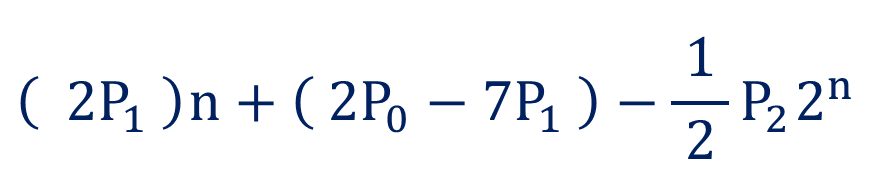 ( 2P₁ )n + ( 2P₀ − 7P₁ ) − 1/2 P₂ 2ⁿ